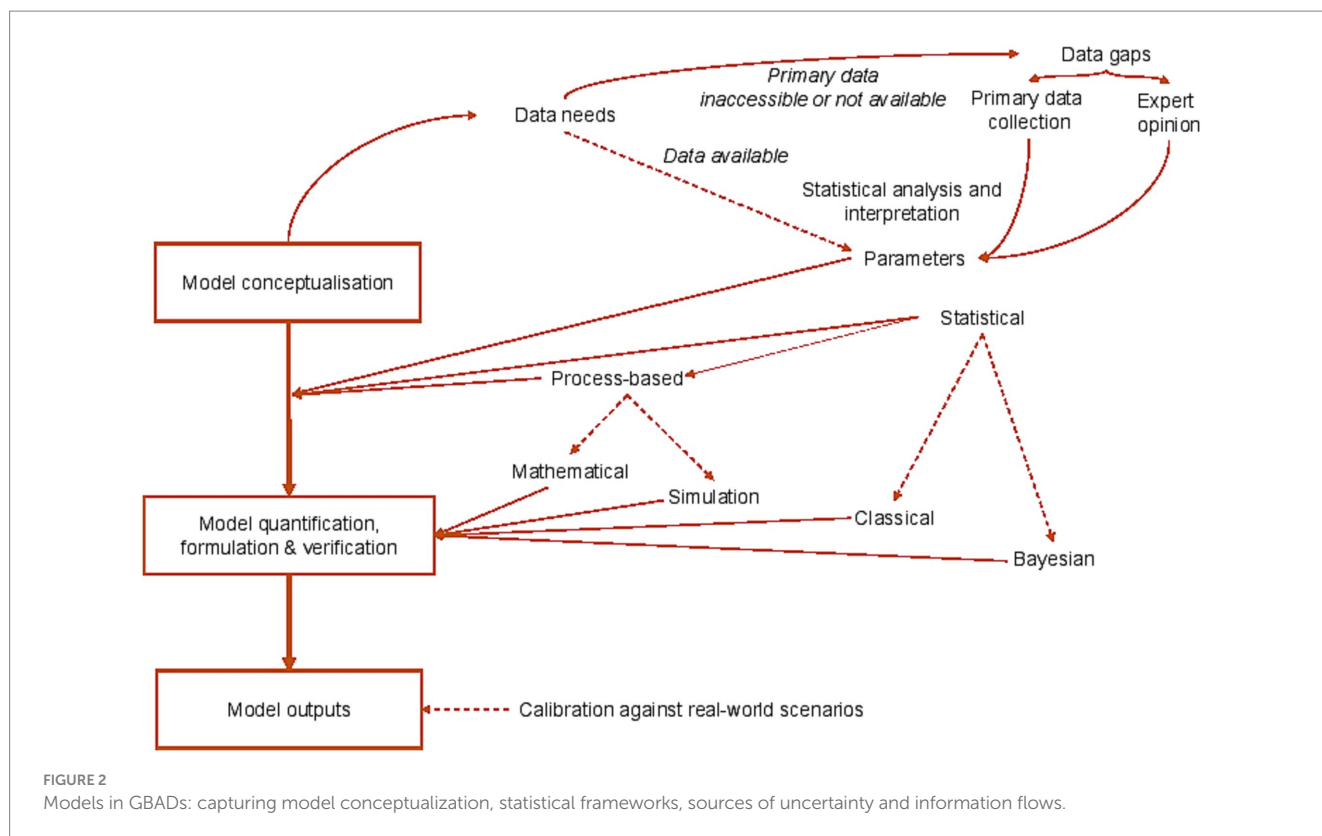 Data gaps
Primary data
inaccessible or not available
Data needs
Primary data
collection
Expert
opinion
Data available
Statistical analysis and
interpretation
Parameters
Model conceptualisation
Statistical
Process-based
Mathematical
Simulation
Classical
Model quantification,
formulation & verification
Bayesian
Model outputs
Calibration against real-world scenarios
FIGURE 2
Models in GBADs: capturing model conceptualization, statistical frameworks, sources of uncertainty and information flows.